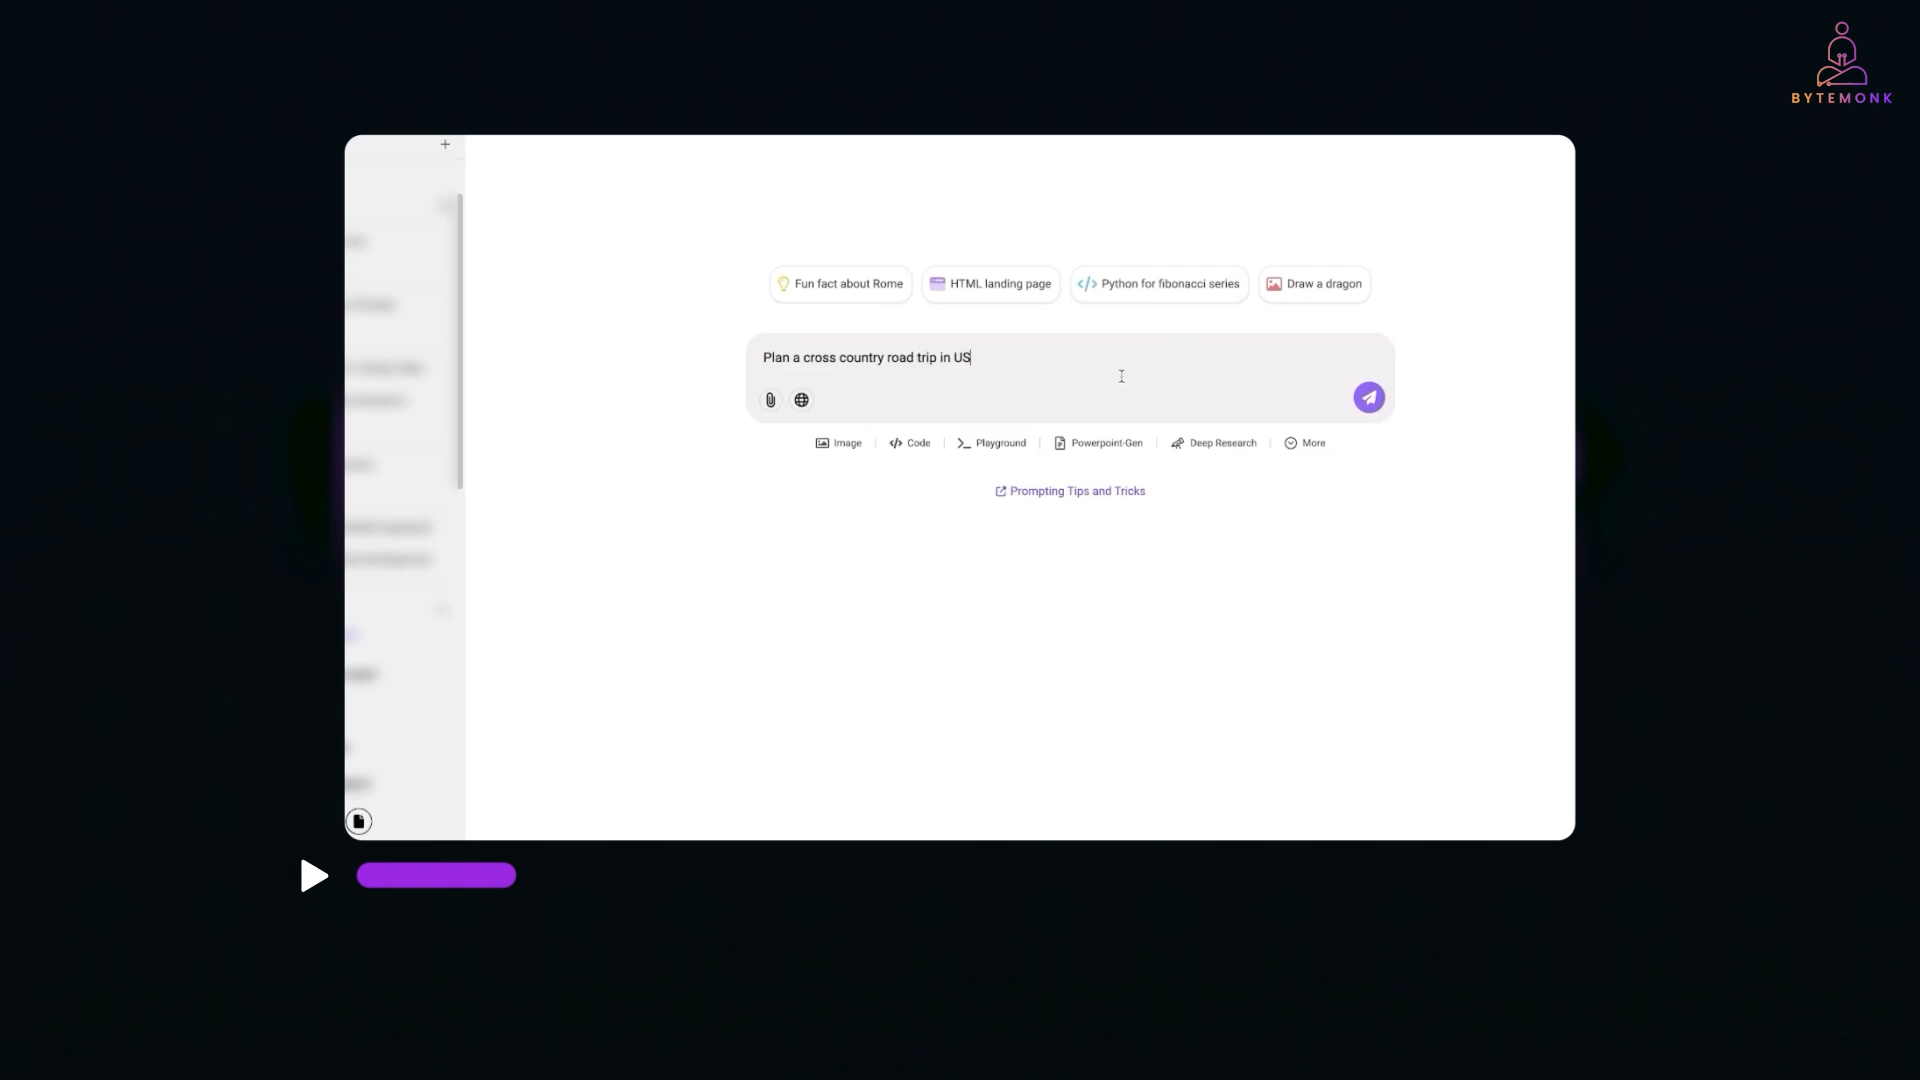 BYTEMONK
Fun fact about Rome
HTML landing page
Python for fibonacci series
Draw a dragon
Plan a cross country road trip in US
Image
Code
Playground
Powerpoint-Gen
Deep Research
More
Prompting Tips and Tricks